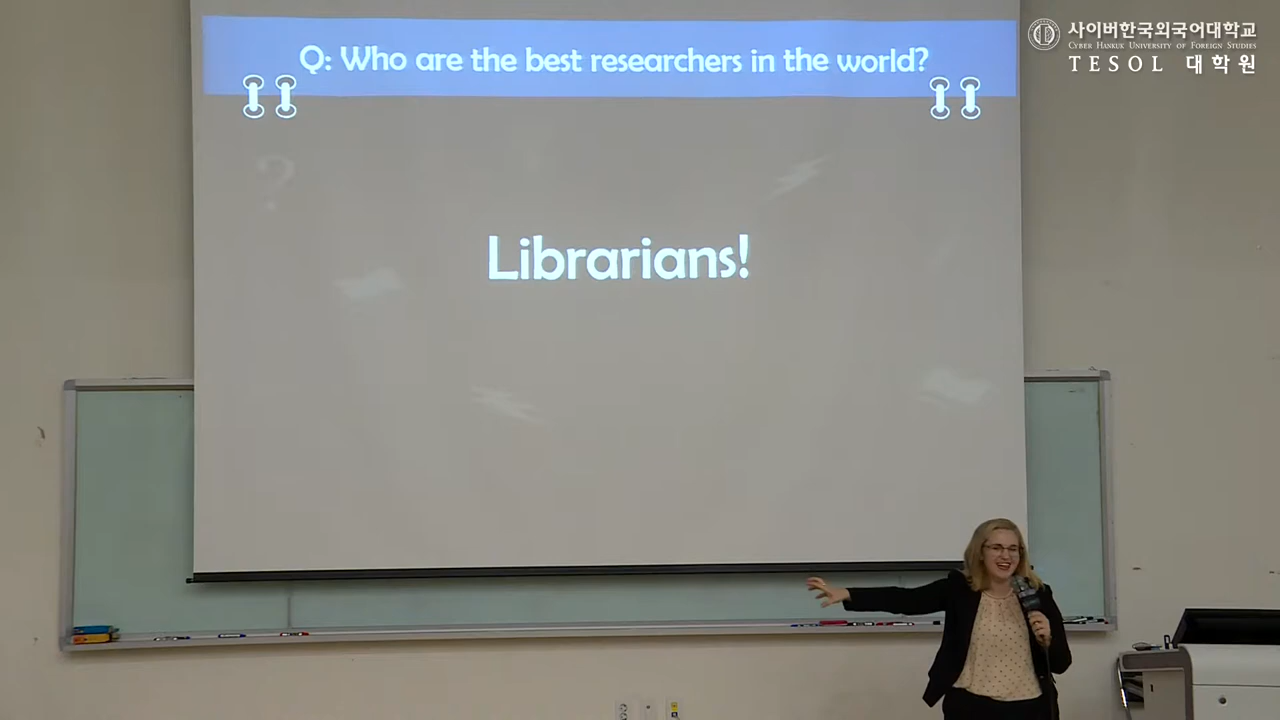 Q: Who are the best researchers in the world?
?
Librarians!
사이버한국외국어대학교
CYBER HANKUK UNIVERSITY OF FOREIGN STUDIES
TESOL 대학원